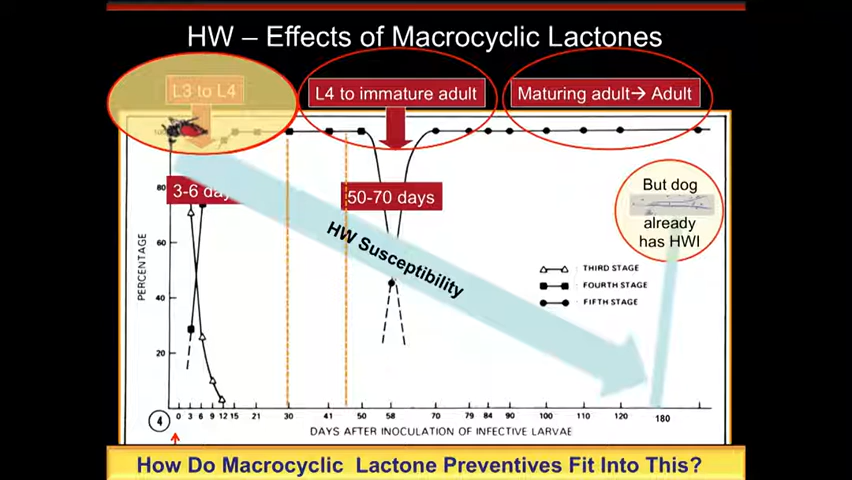 HW – Effects of Macrocyclic Lactones
L3 to L4
L4 to immature adult
Maturing adult→ Adult
3-6 da
50-70 days
But dog
already
has HWI
HW Susceptibility
PERCENTAGE
80
60
40
20
THIRD STAGE
FOURTH STAGE
FIFTH STAGE
4
0 3 6 9 12 15 21 30 41 50 58 70 79 84 90 100 110 120 180
DAYS AFTER INOCULATION OF INFECTIVE LARVAE
How Do Macrocyclic Lactone Preventives Fit Into This?